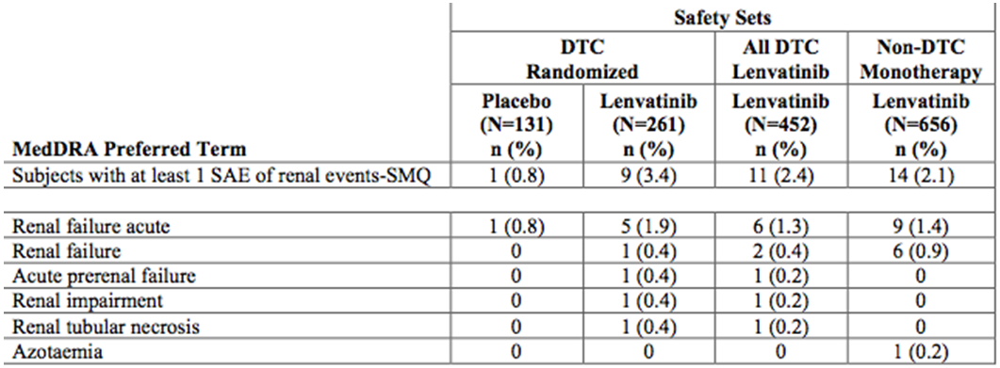 Safety Sets
DTC Randomized All DTC Lenvatinib Non-DTC Monotherapy
MedDRA Preferred Term Placebo (N=131) n (%) Lenvatinib (N=261) n (%) Lenvatinib (N=452) n (%) Lenvatinib (N=656) n (%)
Subjects with at least 1 SAE of renal events-SMQ 1 (0.8) 9 (3.4) 11 (2.4) 14 (2.1)
Renal failure acute 1 (0.8) 5 (1.9) 6 (1.3) 9 (1.4)
Renal failure 0 1 (0.4) 2 (0.4) 6 (0.9)
Acute prerenal failure 0 1 (0.4) 1 (0.2) 0
Renal impairment 0 1 (0.4) 1 (0.2) 0
Renal tubular necrosis 0 1 (0.4) 1 (0.2) 0
Azotaemia 0 0 0 1 (0.2)